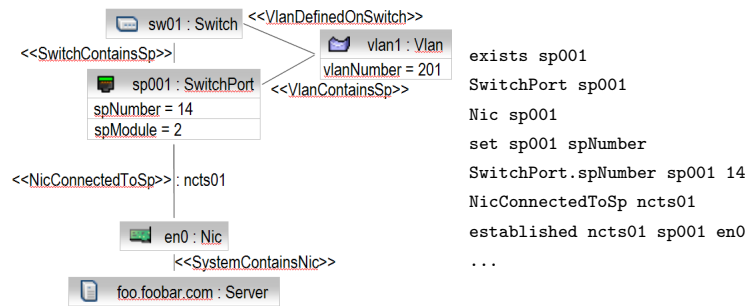 sw01 : Switch
<<VlanDefinedOnSwitch>>
<<SwitchContainsSp>>
vlan1 : Vlan
vlanNumber = 201
sp001 : SwitchPort
<<VlanContainsSp>>
spNumber = 14
spModule = 2
<<NicConnectedToSp>> : ncts01
en0 : Nic
<<SystemContainsNic>>
foo.foobar.com : Server
exists sp001
SwitchPort sp001
Nic sp001
set sp001 spNumber
SwitchPort.spNumber sp001 14
NicConnectedToSp ncts01
established ncts01 sp001 en0
...